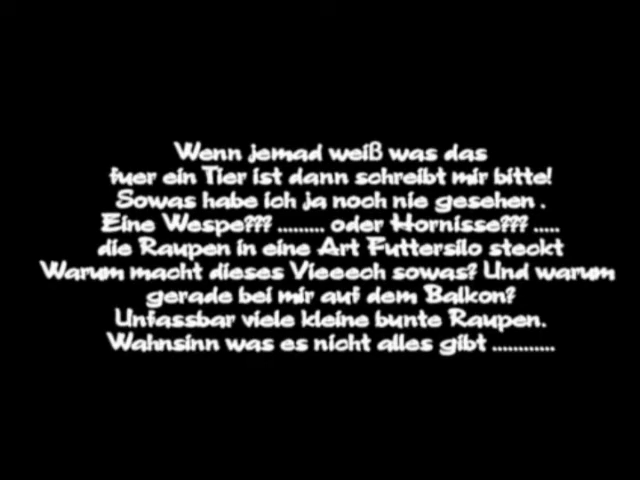 Wenn jemad weiß was das
fuer ein Tier ist dann schreibt mir bitte!
Sowas habe ich ja noch nie gesehen .
Eine Wespe??? ......... oder Hornisse??? .....
die Raupen in eine Art Futtersilo steckt
Warum macht dieses Vieeech sowas? Und warum
gerade bei mir auf dem Balkon?
Unfassbar viele kleine bunte Raupen.
Wahnsinn was es nicht alles gibt ............